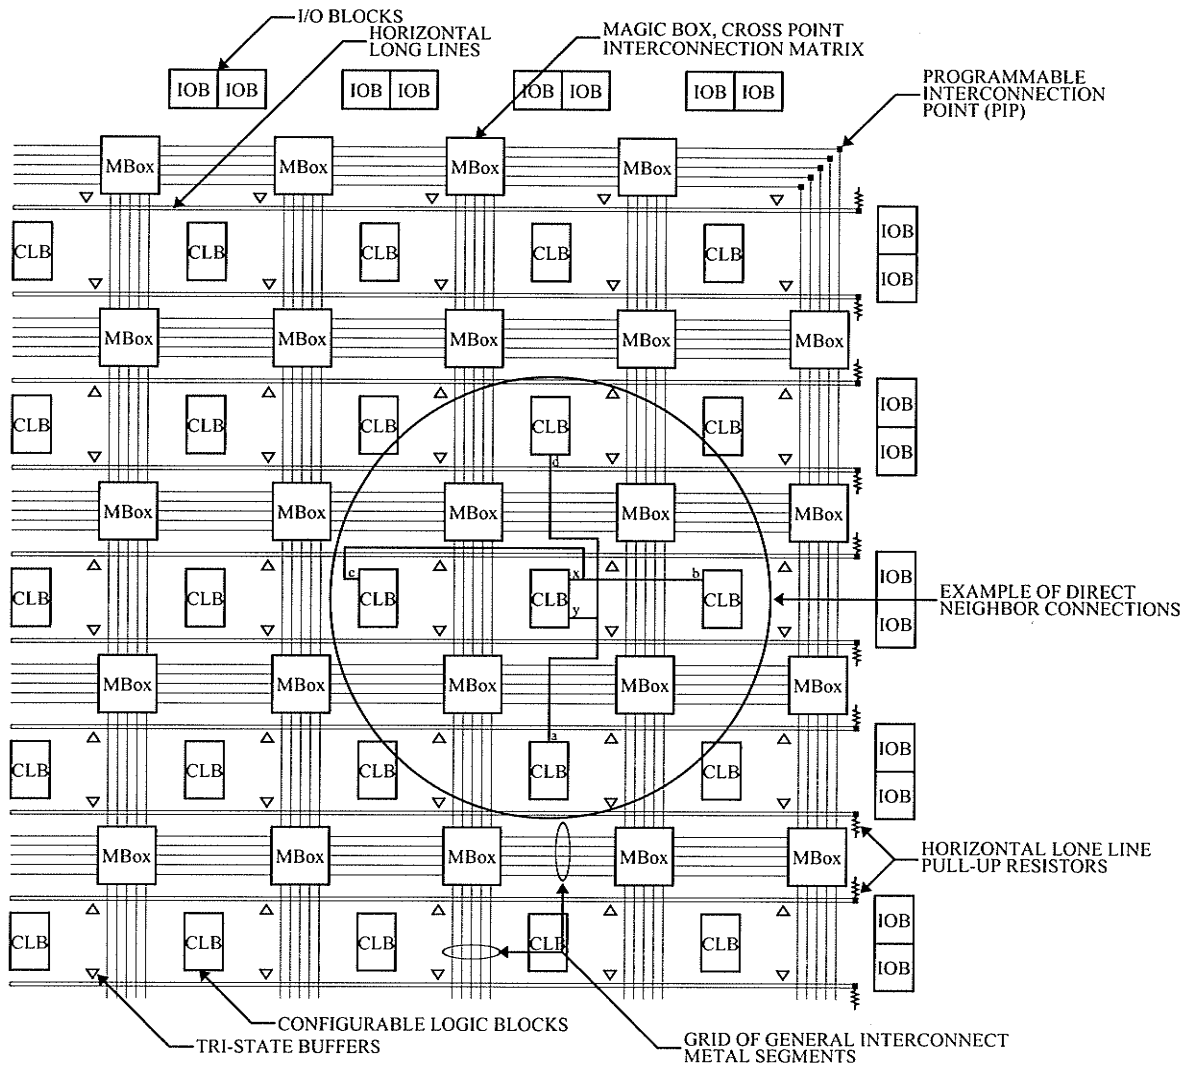 I/O BLOCKS
HORIZONTAL
LONG LINES
MAGIC BOX, CROSS POINT
INTERCONNECTION MATRIX
IOB IOB IOB IOB IOB IOB IOB IOB
PROGRAMMABLE
INTERCONNECTION
POINT (PIP)
MBox MBox MBox MBox
IOB
CLB CLB CLB CLB CLB
IOB
MBox MBox MBox MBox MBox
IOB
CLB CLB CLB CLB CLB
IOB
d
MBox MBox MBox MBox MBox
IOB
c x b
CLB CLB CLB CLB CLB
EXAMPLE OF DIRECT
NEIGHBOR CONNECTIONS
y
IOB
MBox MBox MBox MBox MBox
a
IOB
CLB CLB CLB CLB CLB
IOB
MBox MBox MBox MBox MBox
HORIZONTAL LONE LINE
PULL-UP RESISTORS
IOB
CLB CLB CLB CLB CLB
IOB
CONFIGURABLE LOGIC BLOCKS
TRI-STATE BUFFERS
GRID OF GENERAL INTERCONNECT
METAL SEGMENTS